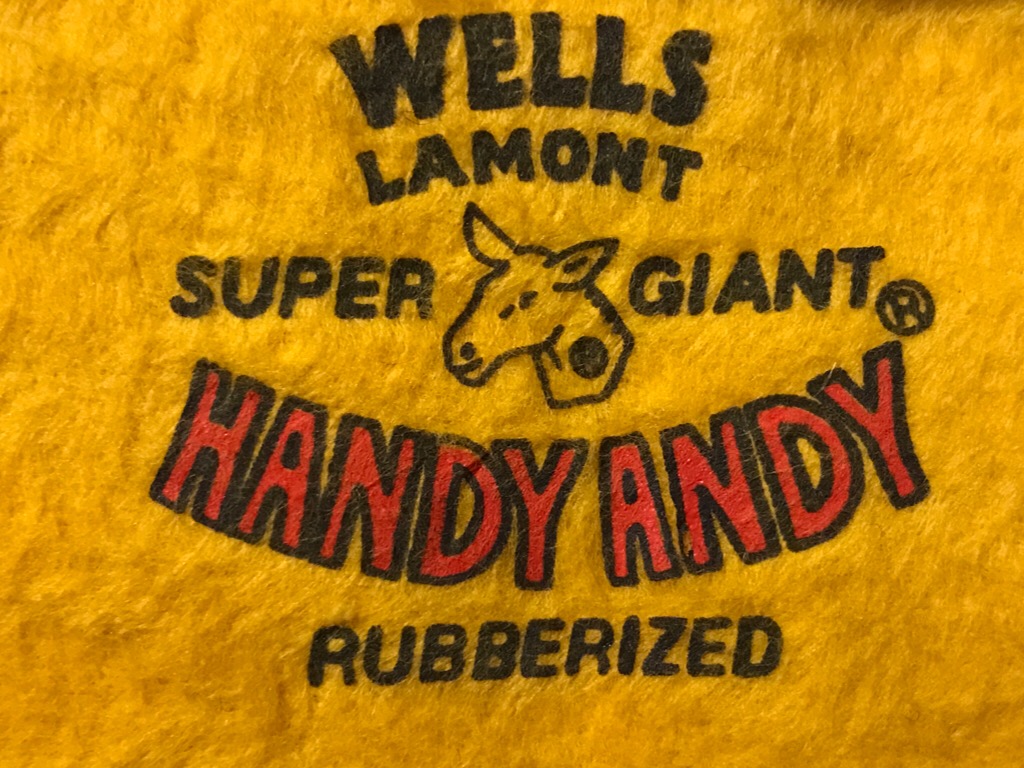 WELLS
LAMONT
SUPER GIANT®
HANDY ANDY
RUBBERIZED